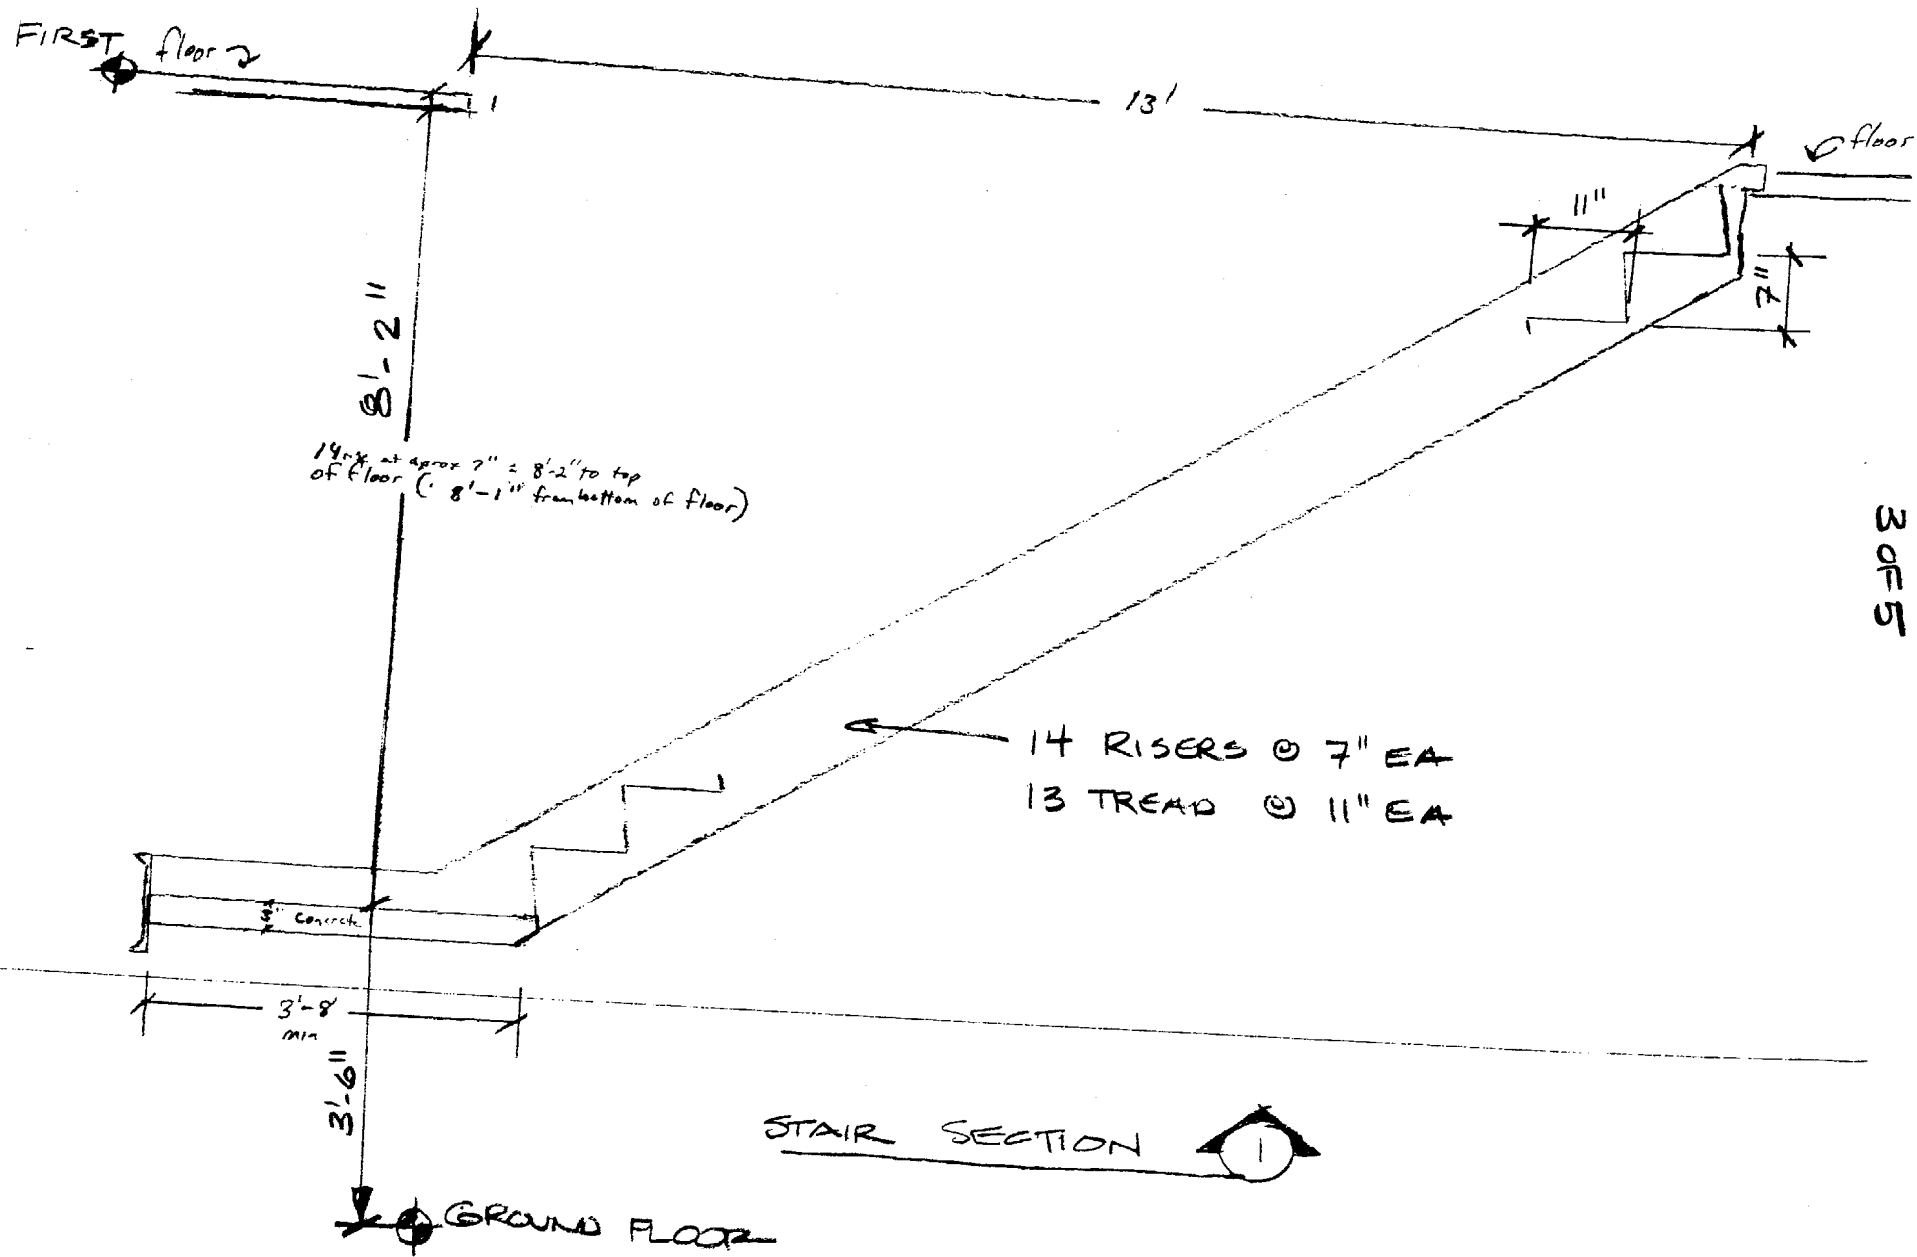 FIRST floor
13'
floor
11"
7"
1
8'-2"
14 at aprox 7" = 8'-2" to top
of floor ( 8'-1" from bottom of floor)
3 OF 5
14 RISERS @ 7" EA
13 TREAD @ 11" EA
3" concrete
3'-8
min
3'-6"
STAIR SECTION 1
GROUND FLOOR